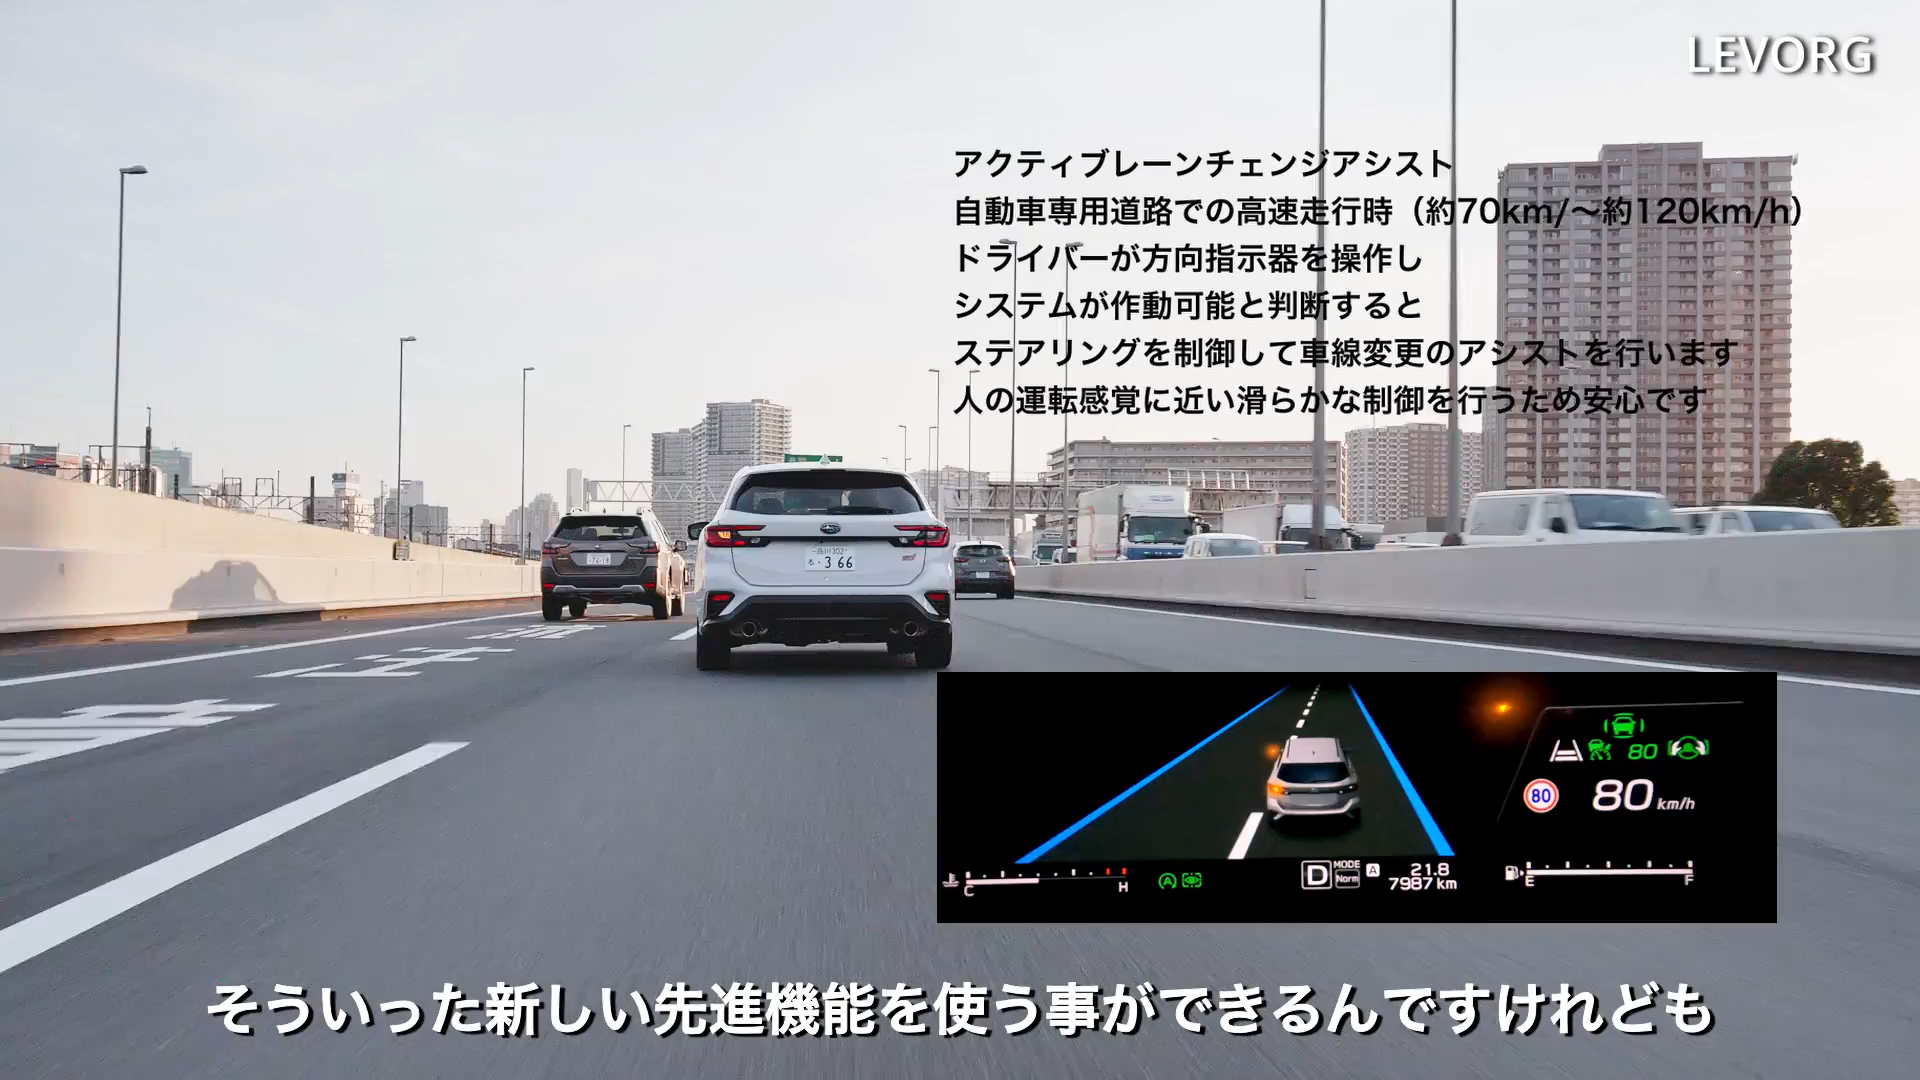 LEVORG
アクティブレーンチェンジアシスト
自動車専用道路での高速走行時（約70km/〜約120km/h）
ドライバーが方向指示器を操作し
システムが作動可能と判断すると
ステアリングを制御して車線変更のアシストを行います
人の運転感覚に近い滑らかな制御を行うため安心です
品川 302
る・3 66
80
80
80 km/h
C H
A
D MODE Norm A 21.8
7987 km
E F
そういった新しい先進機能を使う事ができるんですけれども